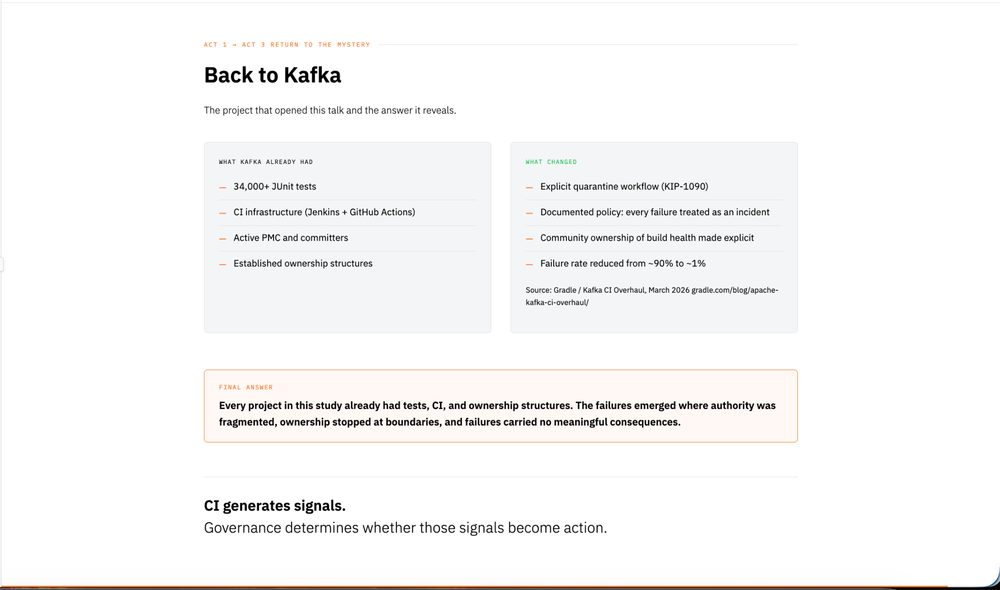 ACT 1 → ACT 3 RETURN TO THE MYSTERY
Back to Kafka
The project that opened this talk and the answer it reveals.
WHAT KAFKA ALREADY HAD
— 34,000+ JUnit tests
— CI infrastructure (Jenkins + GitHub Actions)
— Active PMC and committers
— Established ownership structures
WHAT CHANGED
— Explicit quarantine workflow (KIP-1090)
— Documented policy: every failure treated as an incident
— Community ownership of build health made explicit
— Failure rate reduced from ~90% to ~1%
Source: Gradle / Kafka CI Overhaul, March 2026 gradle.com/blog/apache-
kafka-ci-overhaul/
FINAL ANSWER
Every project in this study already had tests, CI, and ownership structures. The failures emerged where authority was
fragmented, ownership stopped at boundaries, and failures carried no meaningful consequences.
CI generates signals.
Governance determines whether those signals become action.